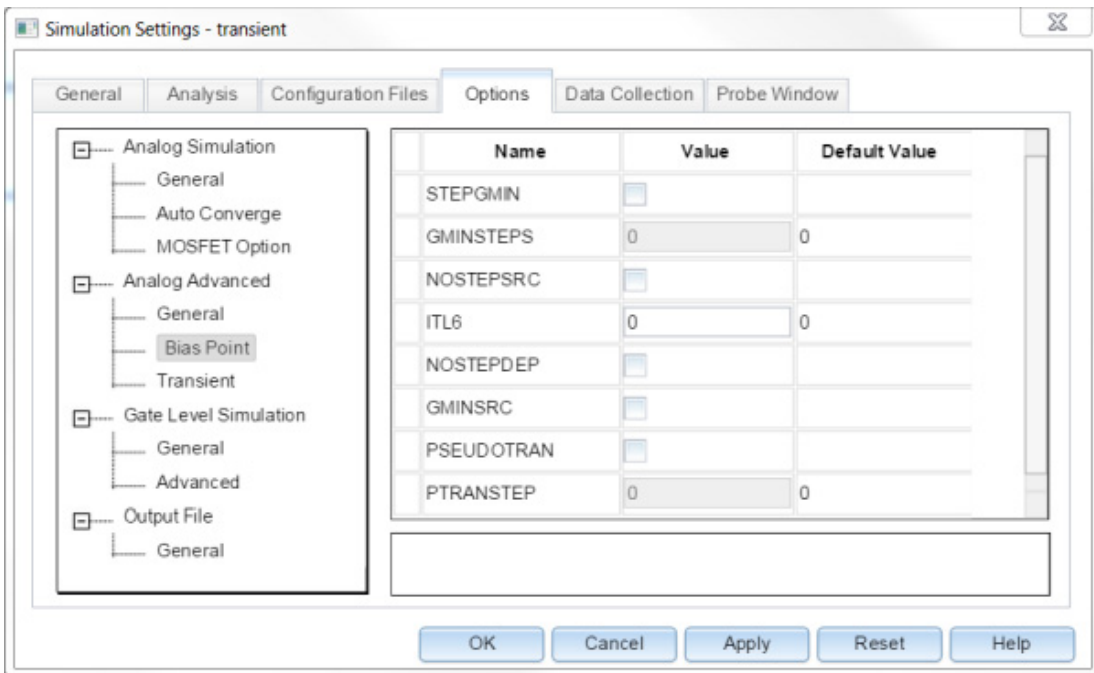 Simulation Settings - transient
General Analysis Configuration Files Options Data Collection Probe Window
Analog Simulation
General
Auto Converge
MOSFET Option
Analog Advanced
General
Bias Point
Transient
Gate Level Simulation
General
Advanced
Output File
General
Name Value Default Value
STEPGMIN
GMINSTEPS 0 0
NOSTEPSRC
ITL6 0 0
NOSTEPDEP
GMINSRC
PSEUDOTRAN
PTRANSTEP 0 0
OK Cancel Apply Reset Help